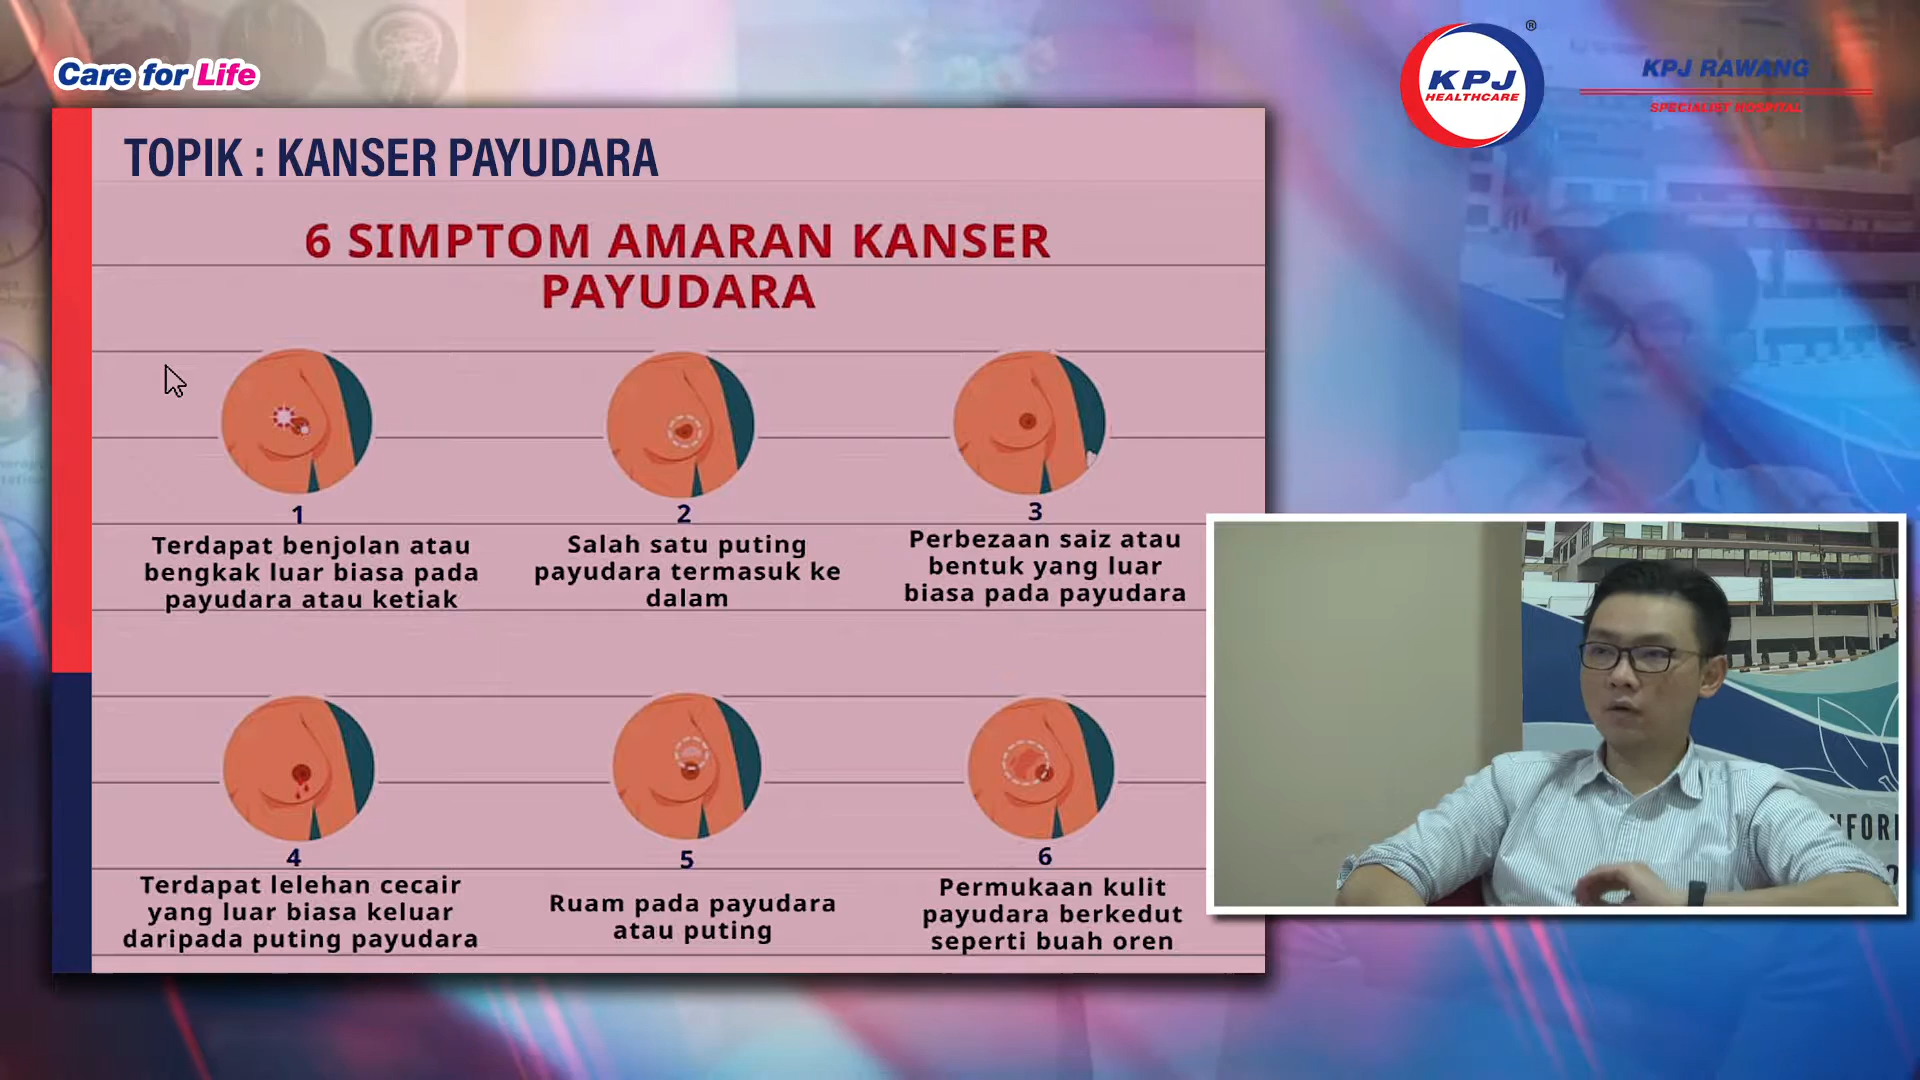 Care for Life
KPJ
HEALTHCARE
®
KPJ RAWANG
SPECIALIST HOSPITAL
TOPIK : KANSER PAYUDARA
6 SIMPTOM AMARAN KANSER
PAYUDARA
1
Terdapat benjolan atau
bengkak luar biasa pada
payudara atau ketiak
2
Salah satu puting
payudara termasuk ke
dalam
3
Perbezaan saiz atau
bentuk yang luar
biasa pada payudara
4
Terdapat lelehan cecair
yang luar biasa keluar
daripada puting payudara
5
Ruam pada payudara
atau puting
6
Permukaan kulit
payudara berkedut
seperti buah oren